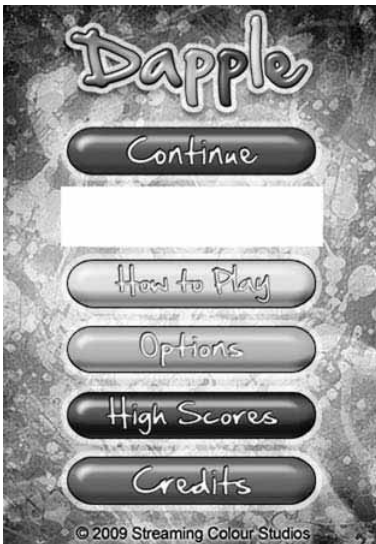 Dapple
Continue
How to Play
Options
High Scores
Credits
© 2009 Streaming Colour Studios